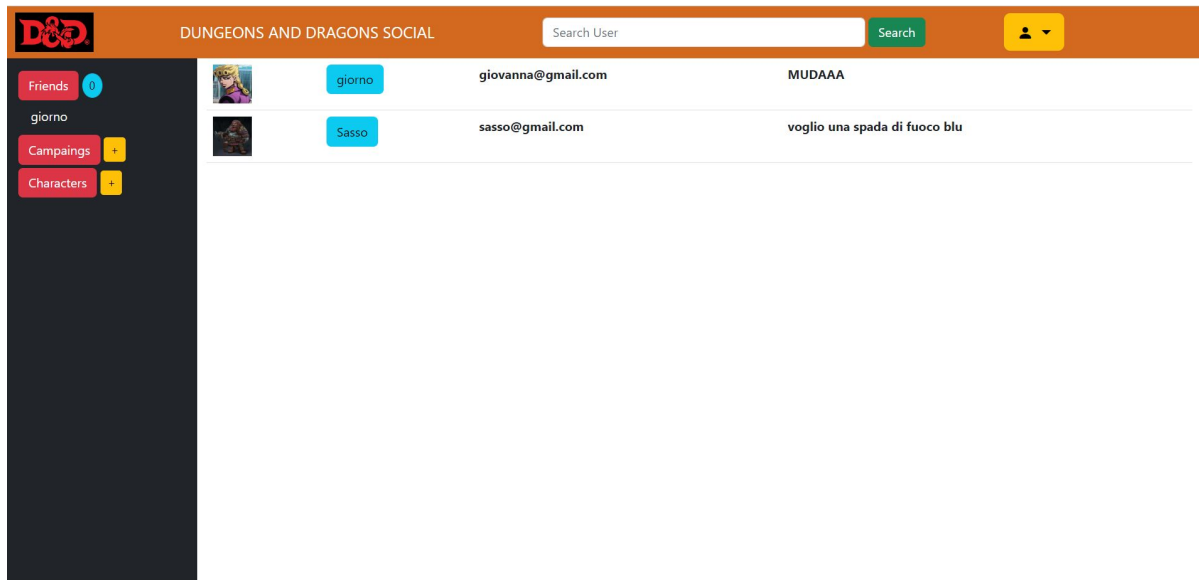 D&D DUNGEONS AND DRAGONS SOCIAL Search User Search
Friends 0
giorno
Campaings +
Characters +
giorno giovanna@gmail.com MUDAAA
Sasso sasso@gmail.com voglio una spada di fuoco blu